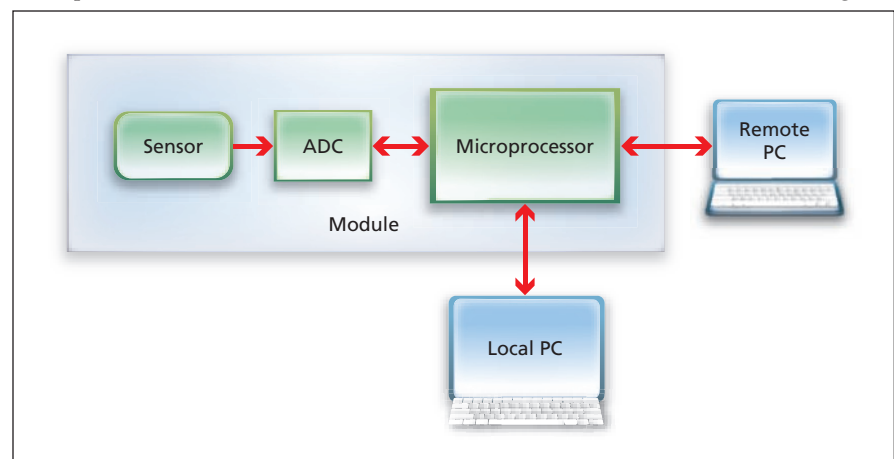 Sensor
ADC
Microprocessor
Remote
PC
Module
Local PC